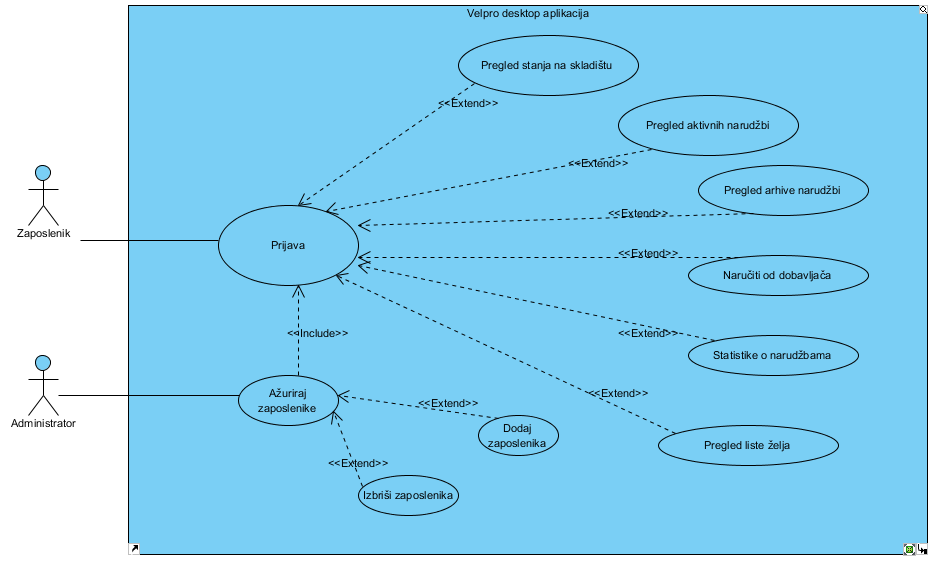 Velpro desktop aplikacija
Pregled stanja na skladištu
<<Extend>>
Pregled aktivnih narudžbi
<<Extend>>
Pregled arhive narudžbi
<<Extend>>
Zaposlenik
Prijava
<<Extend>>
Naručiti od dobavljača
<<Include>>
<<Extend>>
Statistike o narudžbama
Administrator
Ažuriraj
zaposlenike
<<Extend>>
<<Extend>>
Dodaj
zaposlenika
Pregled liste želja
<<Extend>>
Izbriši zaposlenika